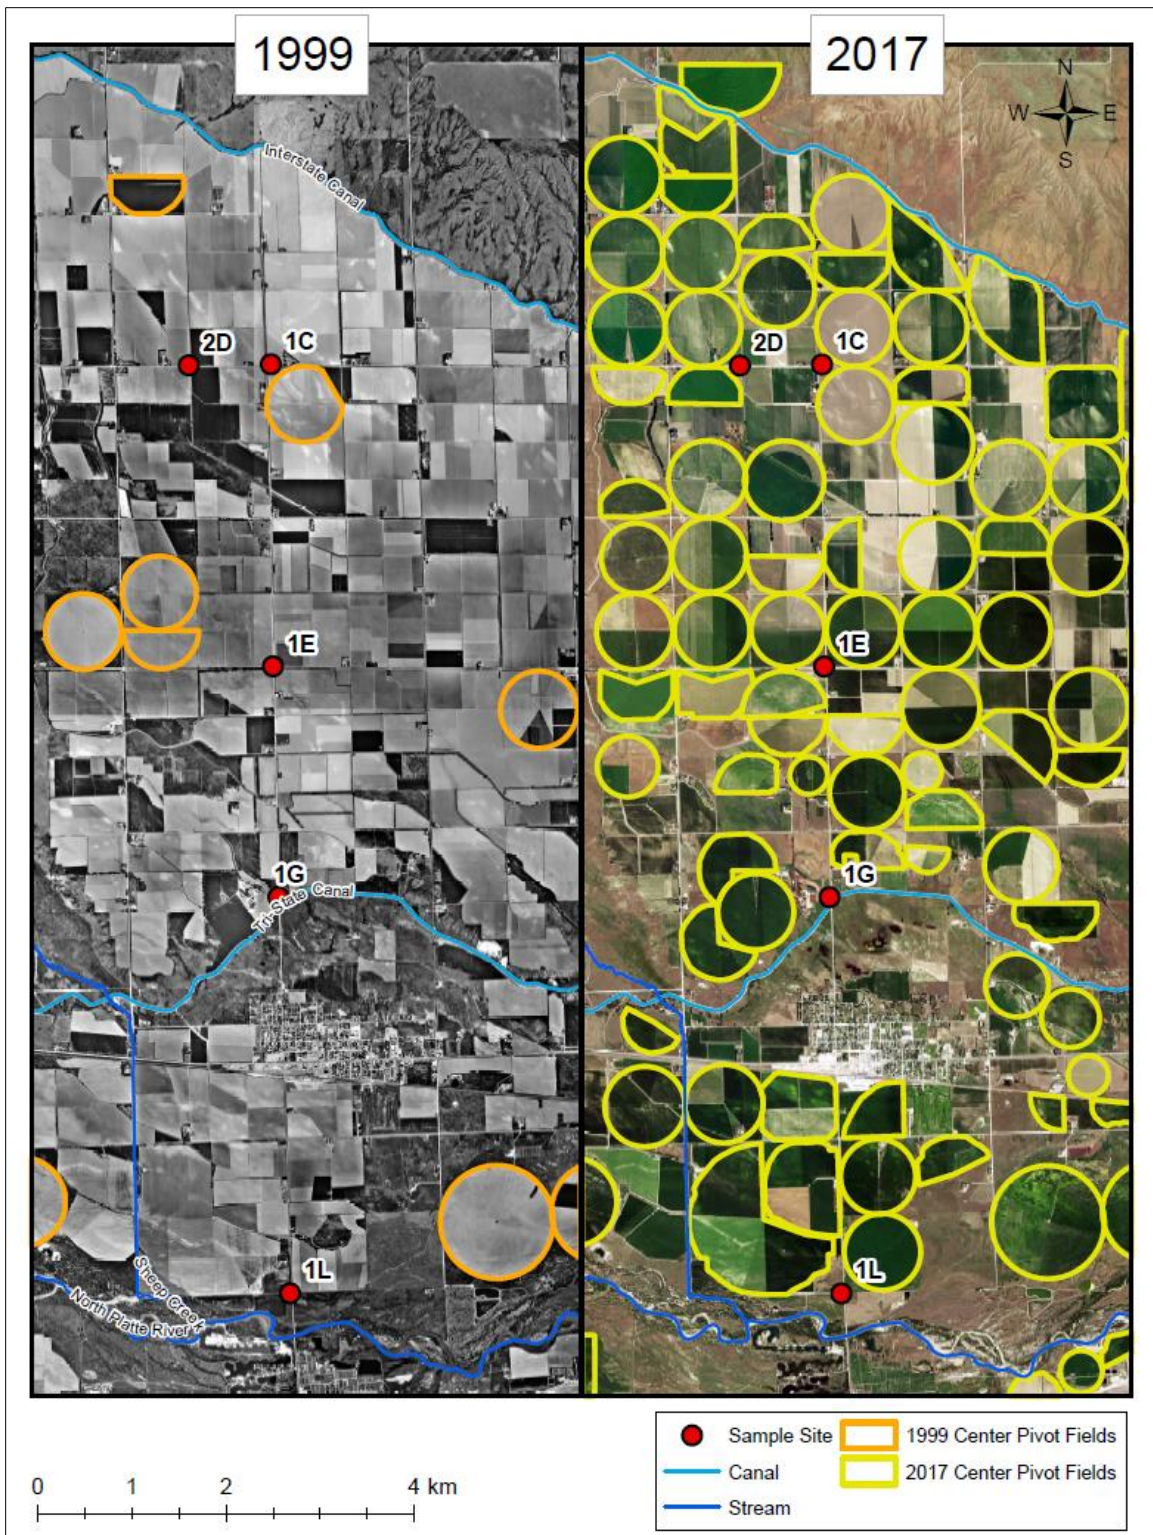 1999
2017
N
W E
S
Interstate Canal
2D
1C
2D
1C
1E
1E
1G
Tri-State Canal
1G
Sheep Creek
North Platte River
1L
1L
Sample Site
1999 Center Pivot Fields
Canal
2017 Center Pivot Fields
Stream
0 1 2 4 km